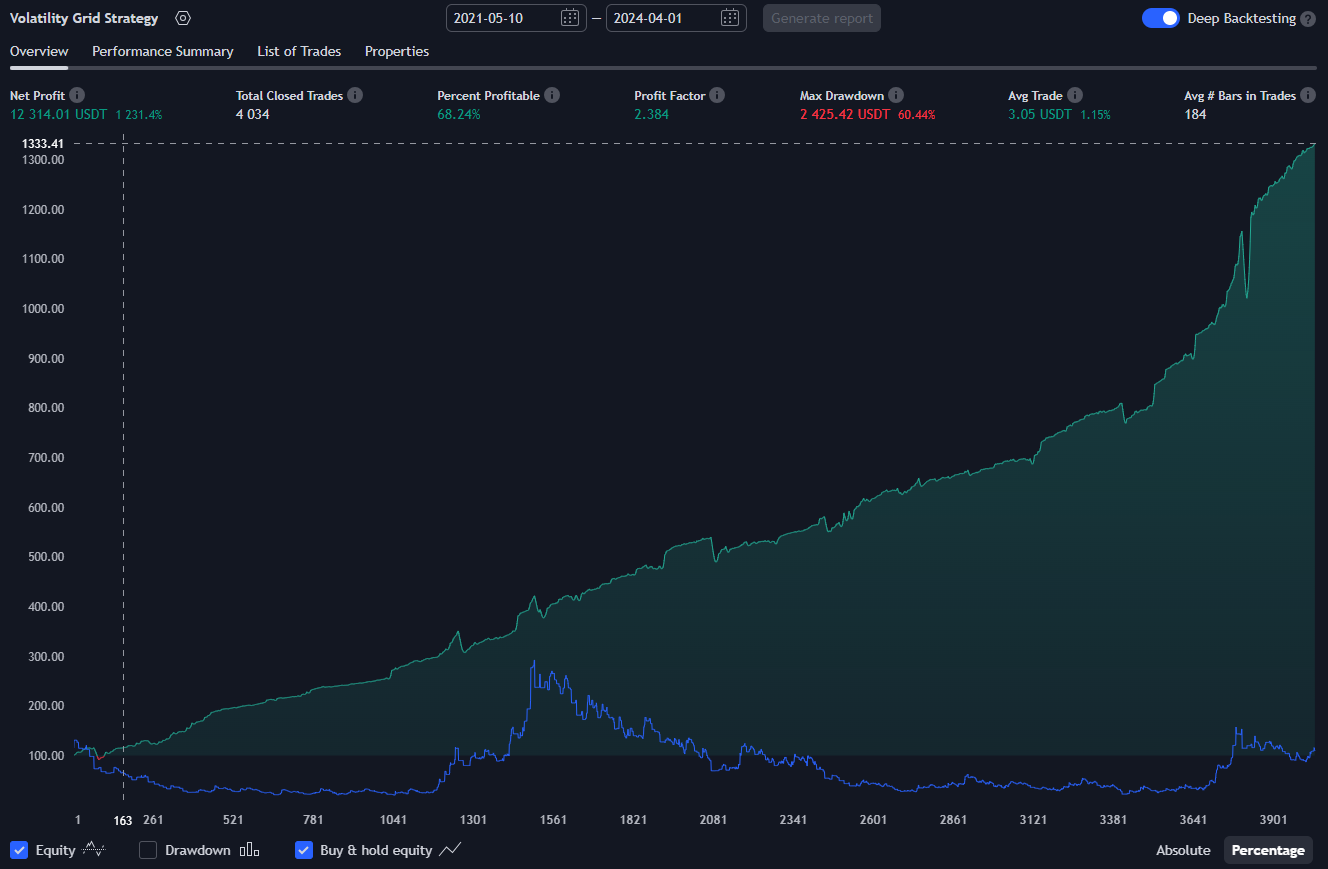 Volatility Grid Strategy 2021-05-10 — 2024-04-01 Generate report Deep Backtesting ?
Overview Performance Summary List of Trades Properties
Net Profit Total Closed Trades Percent Profitable Profit Factor Max Drawdown Avg Trade Avg # Bars in Trades
12 314.01 USDT 1 231.4% 4 034 68.24% 2.384 2 425.42 USDT 60.44% 3.05 USDT 1.15% 184
1333.41
1300.00
1200.00
1100.00
1000.00
900.00
800.00
700.00
600.00
500.00
400.00
300.00
200.00
100.00
1 163 261 521 781 1041 1301 1561 1821 2081 2341 2601 2861 3121 3381 3641 3901
Equity Drawdown Buy & hold equity Absolute Percentage